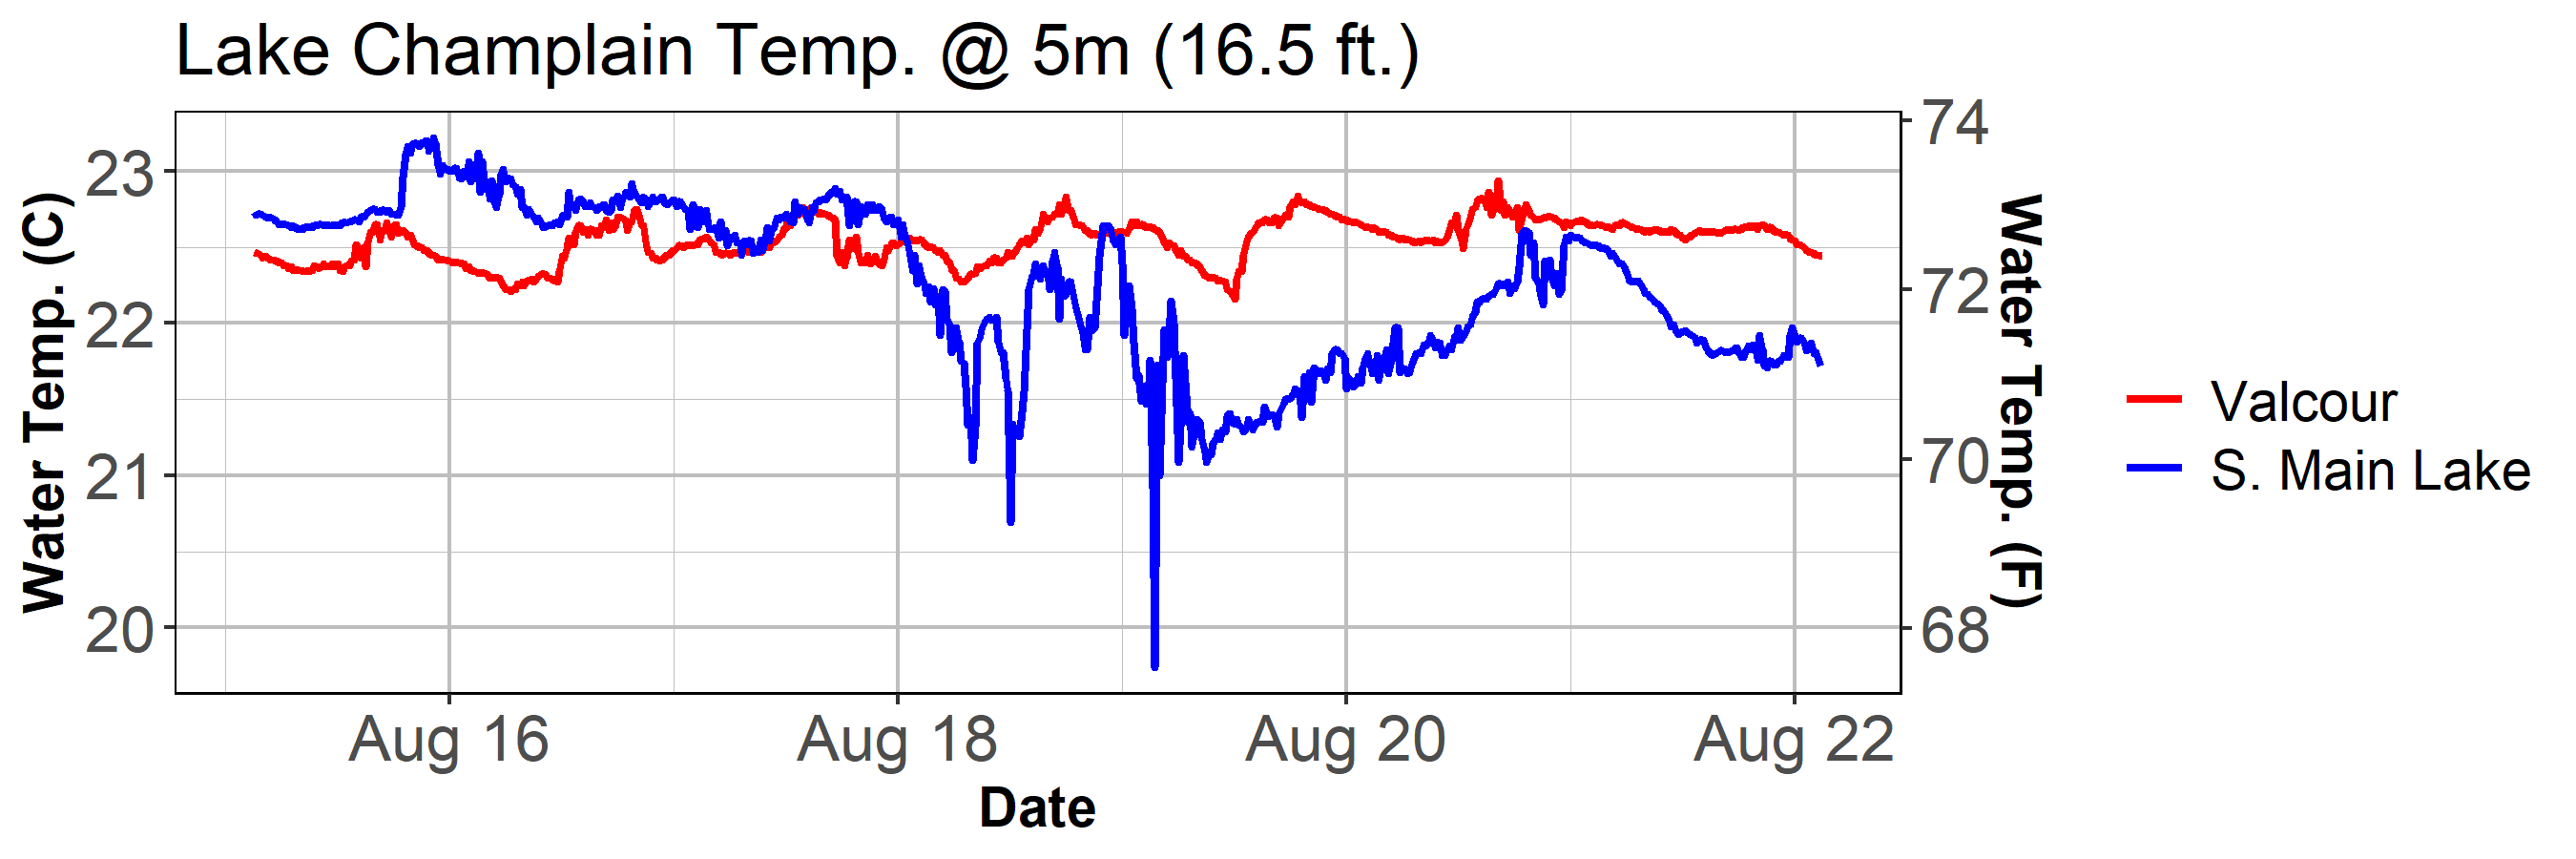 Lake Champlain Temp. @ 5m (16.5 ft.)
Water Temp. (C)
23
22
21
20
74
72
70
68
Water Temp. (F)
Aug 16
Aug 18
Aug 20
Aug 22
Date
Valcour
S. Main Lake